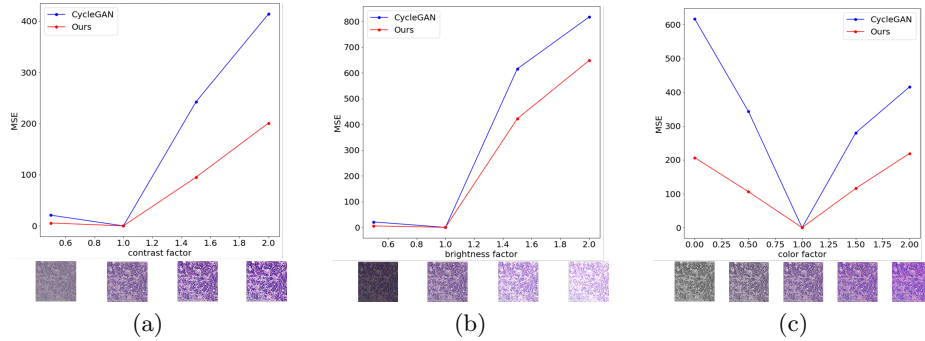 CycleGAN
Ours
400
300
200
100
0
MSE
0.6 0.8 1.0 1.2 1.4 1.6 1.8 2.0
contrast factor
(a)
CycleGAN
Ours
800
700
600
500
400
300
200
100
0
MSE
0.6 0.8 1.0 1.2 1.4 1.6 1.8 2.0
brightness factor
(b)
CycleGAN
Ours
600
500
400
300
200
100
0
MSE
0.00 0.25 0.50 0.75 1.00 1.25 1.50 1.75 2.00
color factor
(c)